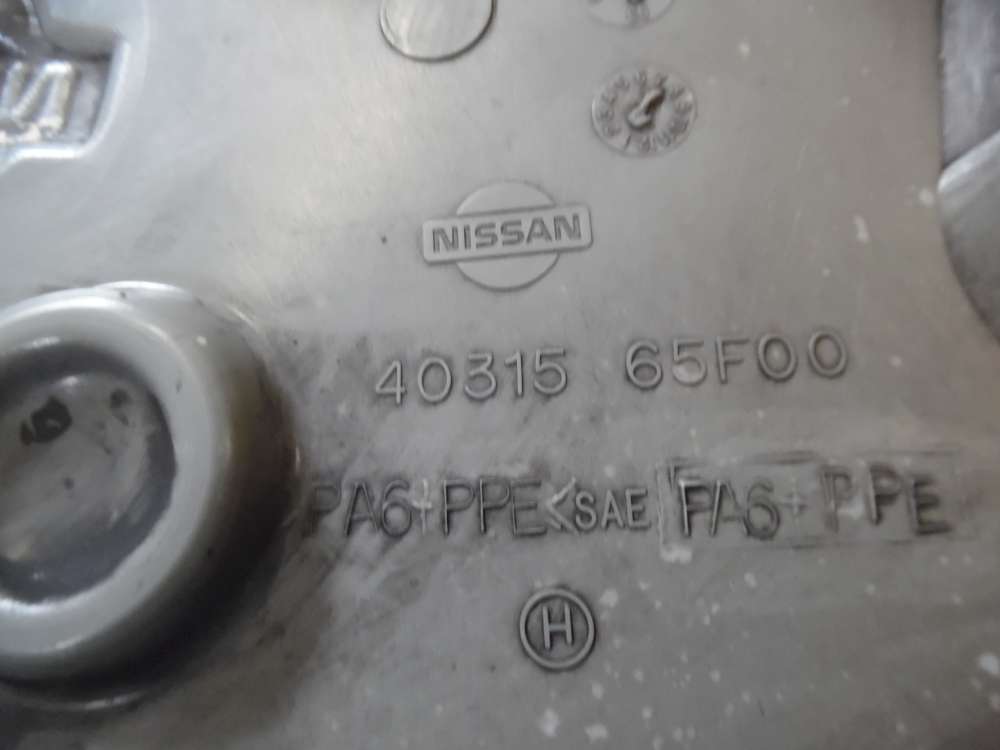 NISSAN
40315 65F00
PA6+PPE<SAE PA6+PPE
H